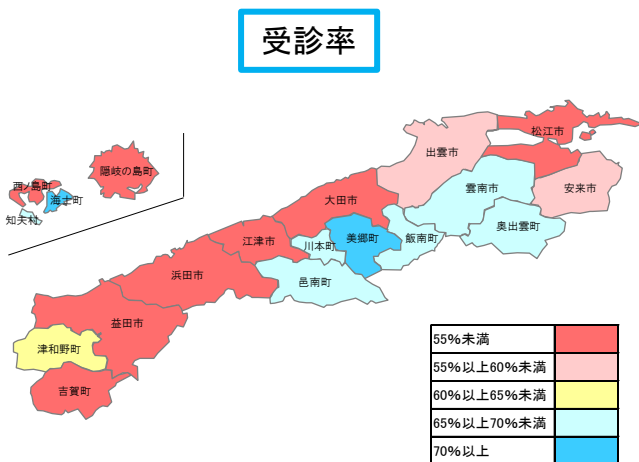 受診率
松江市
出雲市
隠岐の島町
西ノ島町
海士町
知夫村
雲南市
安来市
大田市
奥出雲町
飯南町
美郷町
川本町
江津市
邑南町
浜田市
益田市
津和野町
吉賀町
55%未満
55%以上60%未満
60%以上65%未満
65%以上70%未満
70%以上